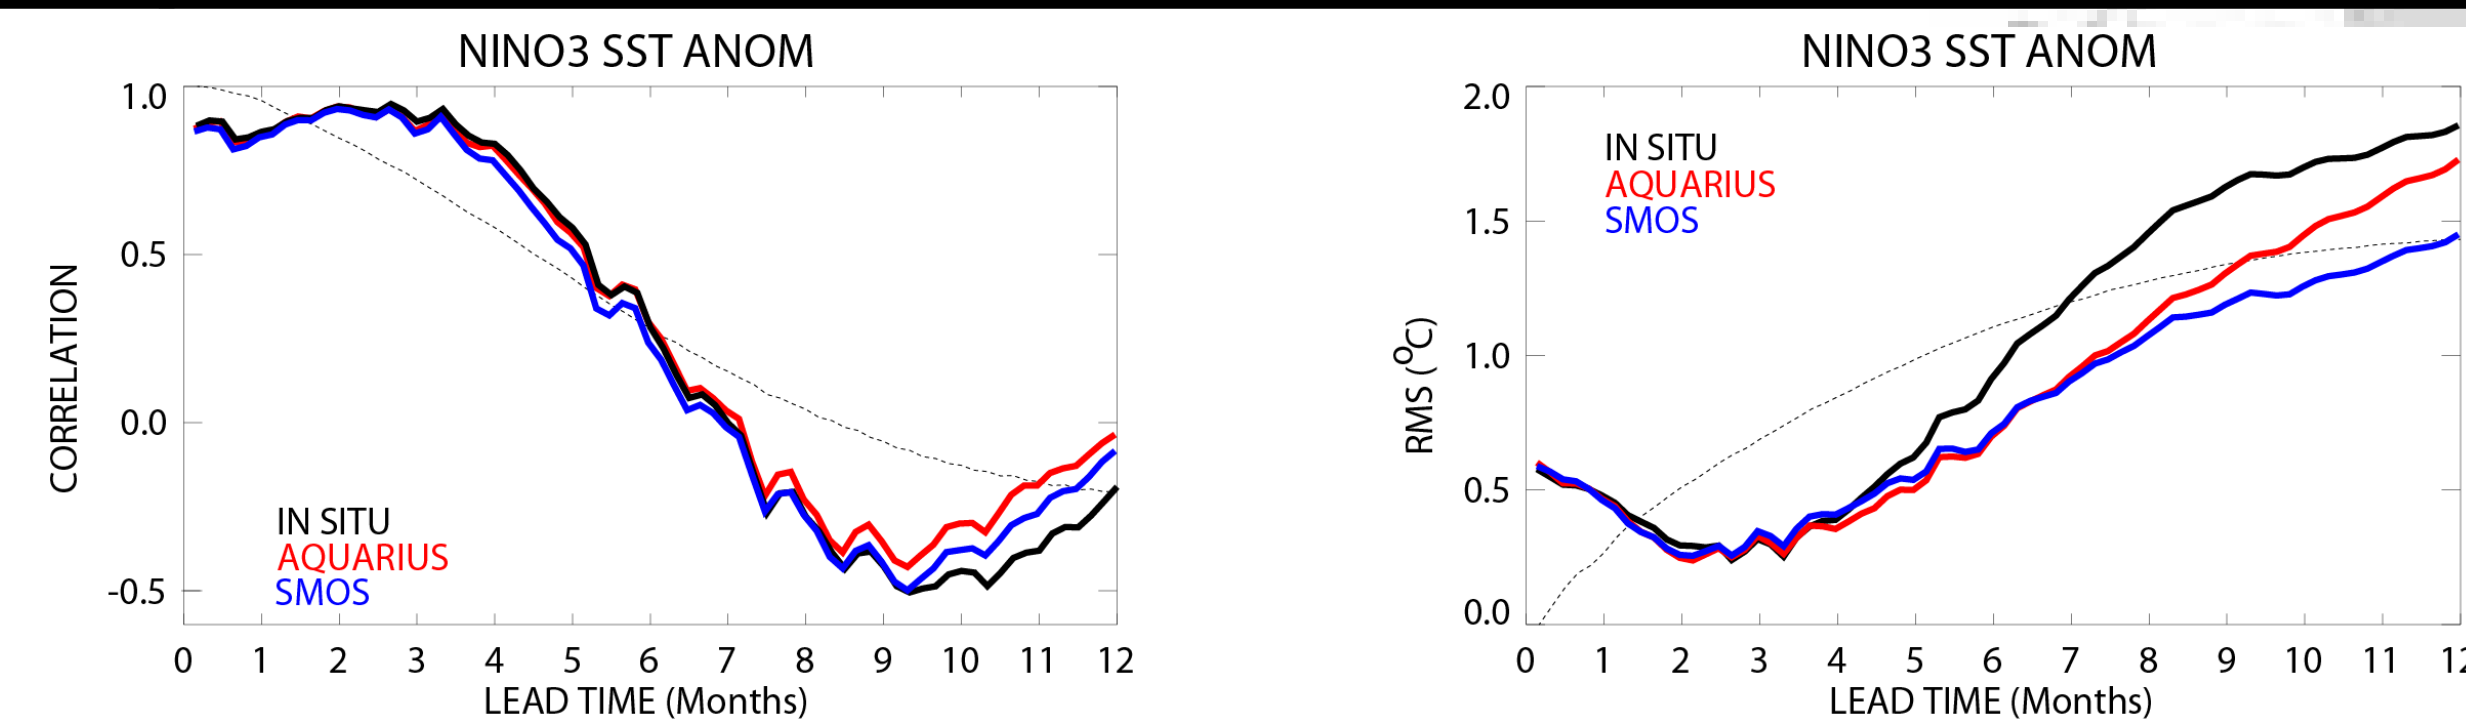 NINO3 SST ANOM
1.0
0.5
0.0
-0.5
CORRELATION
IN SITU
AQUARIUS
SMOS
0 1 2 3 4 5 6 7 8 9 10 11 12
LEAD TIME (Months)
NINO3 SST ANOM
2.0
1.5
1.0
0.5
0.0
RMS (°C)
IN SITU
AQUARIUS
SMOS
0 1 2 3 4 5 6 7 8 9 10 11 12
LEAD TIME (Months)